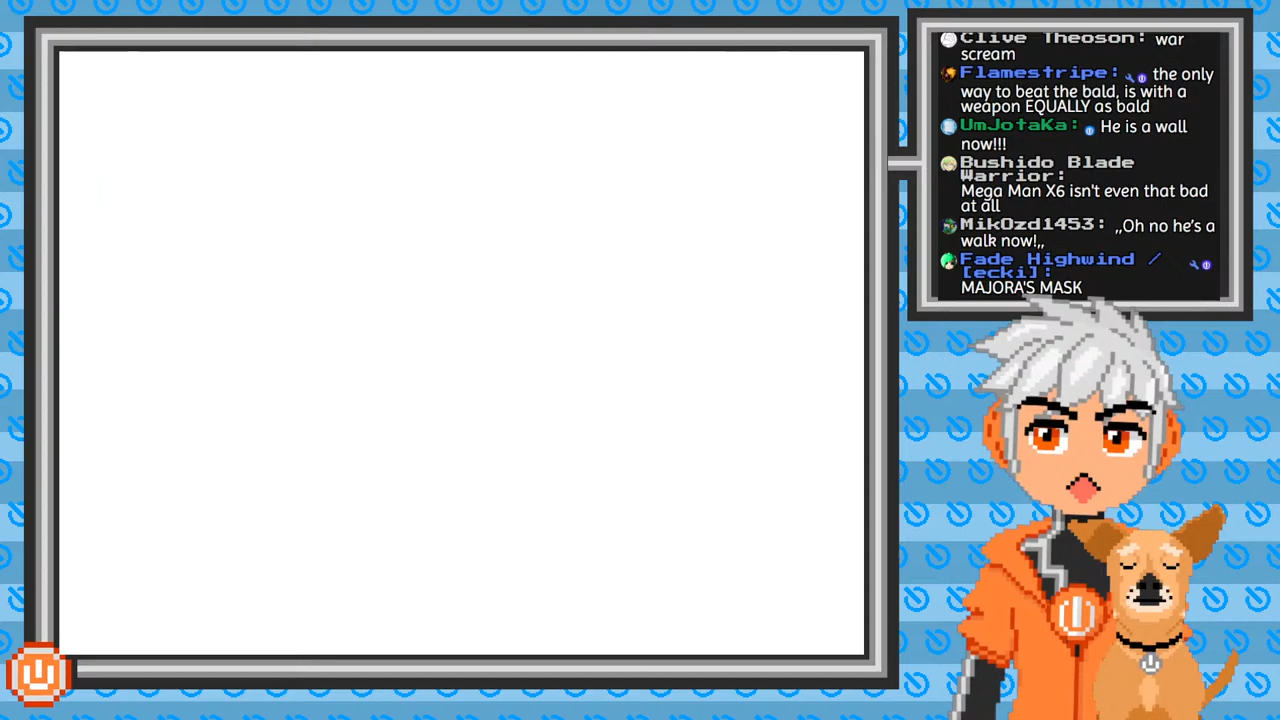 Clive Theoson: war
scream
Flamestripe: the only
way to beat the bald, is with a
weapon EQUALLY as bald
UmJotaKa: He is a wall
now!!!
Bushido Blade
Warrior:
Mega Man X6 isn't even that bad
at all
MikOzd1453: „Oh no he's a
walk now!„
Fade Highwind /
[ecki]:
MAJORA'S MASK